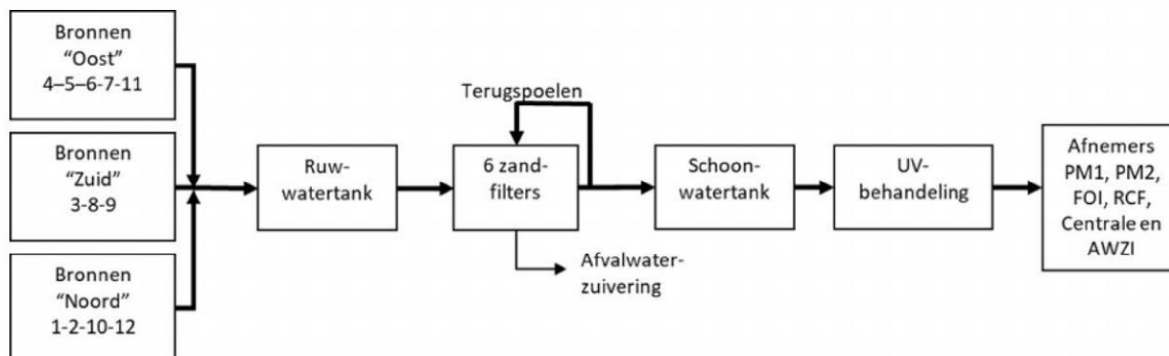 Bronnen
“Oost”
4–5–6-7-11
Bronnen
“Zuid”
3-8-9
Bronnen
“Noord”
1-2-10-12
Ruw-
watertank
Terugspoelen
6 zand-
filters
Afvalwater-
zuivering
Schoon-
watertank
UV-
behandeling
Afnemers
PM1, PM2,
FOI, RCF,
Centrale en
AWZI